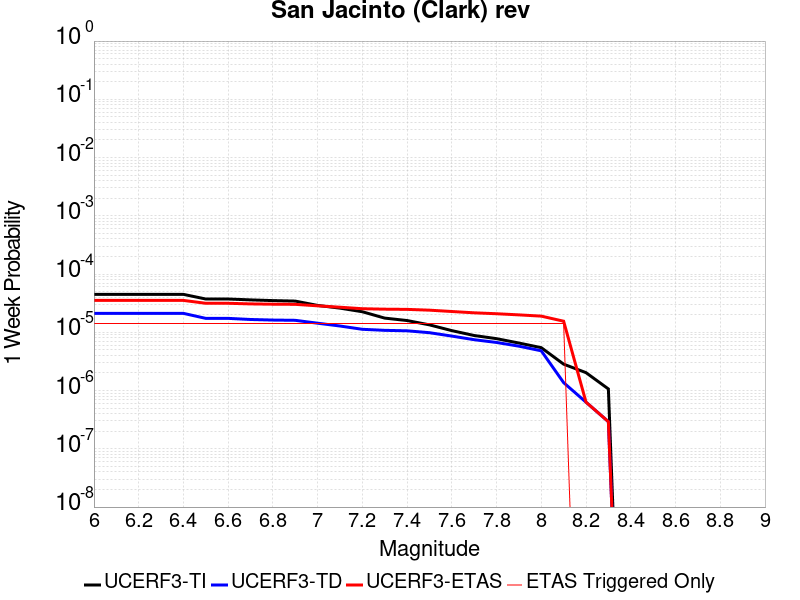 San Jacinto (Clark) rev
10^0
10^-1
10^-2
10^-3
10^-4
10^-5
10^-6
10^-7
10^-8
1 Week Probability
6 6.2 6.4 6.6 6.8 7 7.2 7.4 7.6 7.8 8 8.2 8.4 8.6 8.8 9
Magnitude
UCERF3-TI UCERF3-TD UCERF3-ETAS ETAS Triggered Only